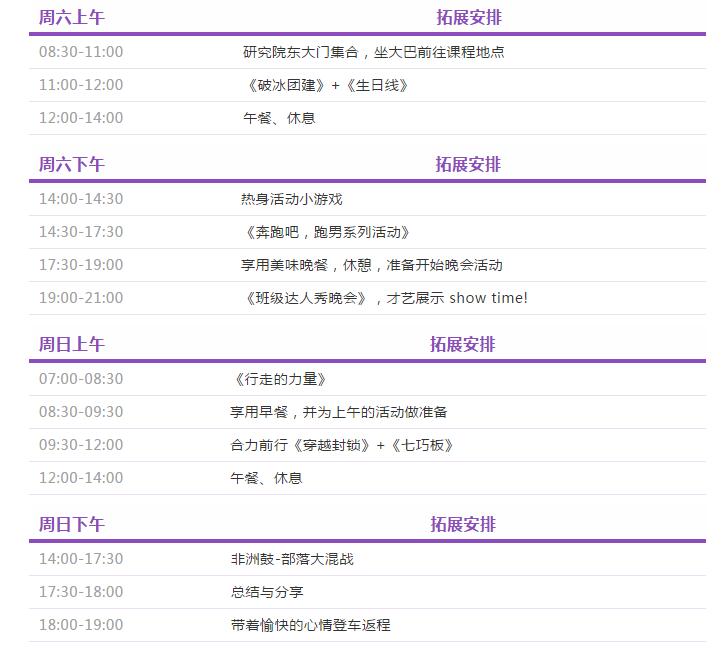 周六上午 拓展安排
08:30-11:00 研究院东大门集合，坐大巴前往课程地点
11:00-12:00 《破冰团建》+《生日线》
12:00-14:00 午餐、休息
周六下午 拓展安排
14:00-14:30 热身活动小游戏
14:30-17:30 《奔跑吧，跑男系列活动》
17:30-19:00 享用美味晚餐，休憩，准备开始晚会活动
19:00-21:00 《班级达人秀晚会》，才艺展示 show time!
周日上午 拓展安排
07:00-08:30 《行走的力量》
08:30-09:30 享用早餐，并为上午的活动做准备
09:30-12:00 合力前行《穿越封锁》+《七巧板》
12:00-14:00 午餐、休息
周日下午 拓展安排
14:00-17:30 非洲鼓-部落大混战
17:30-18:00 总结与分享
18:00-19:00 带着愉快的心情登车返程